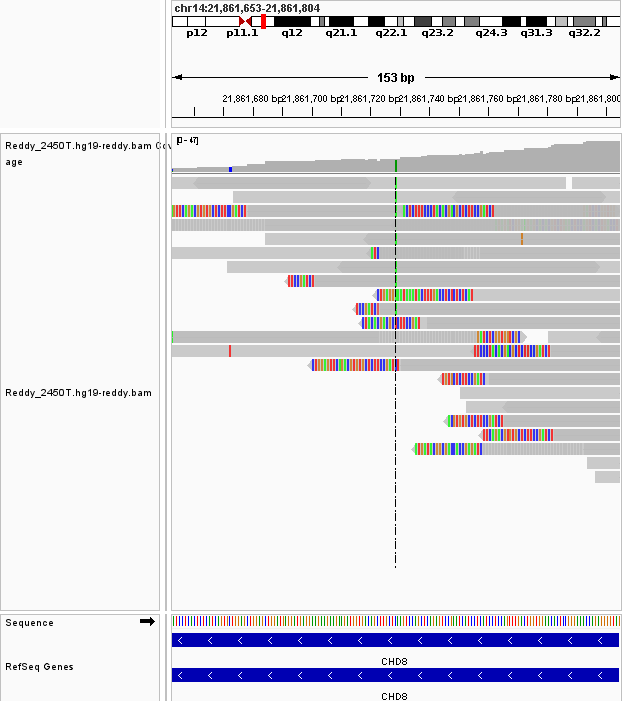 chr14:21,861,653-21,861,804
p12 p11.1 q12 q21.1 q22.1 q23.2 q24.3 q31.3 q32.2
153 bp
21,861,680 bp 21,861,700 bp 21,861,720 bp 21,861,740 bp 21,861,760 bp 21,861,780 bp 21,861,800
Reddy_2450T.hg19-reddy.bam Cov
age
[0 - 47]
Reddy_2450T.hg19-reddy.bam
Sequence
CHD8
RefSeq Genes
CHD8